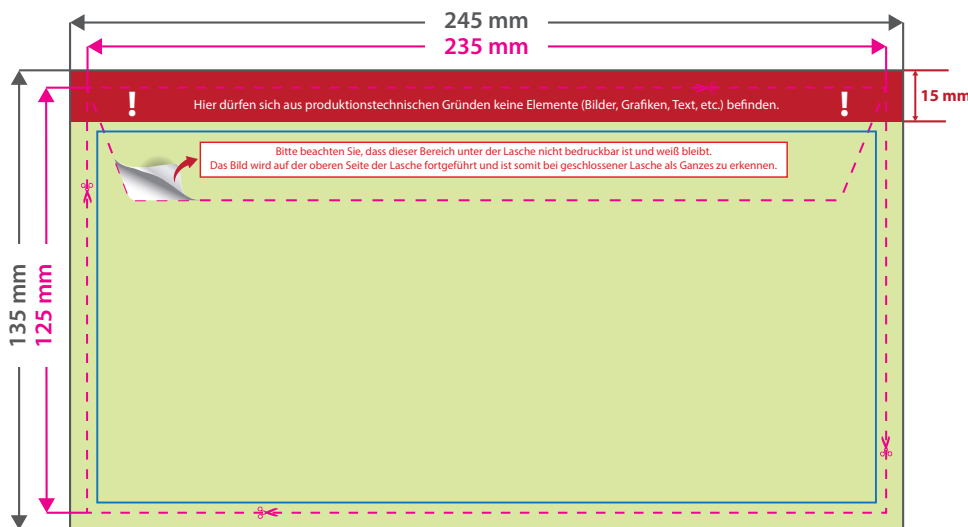 245 mm
235 mm
! Hier dürfen sich aus produktionstechnischen Gründen keine Elemente (Bilder, Grafiken, Text, etc.) befinden. !
15 mm
Bitte beachten Sie, dass dieser Bereich unter der Lasche nicht bedruckbar ist und weiß bleibt.
Das Bild wird auf der oberen Seite der Lasche fortgeführt und ist somit bei geschlossener Lasche als Ganzes zu erkennen.
135 mm
125 mm